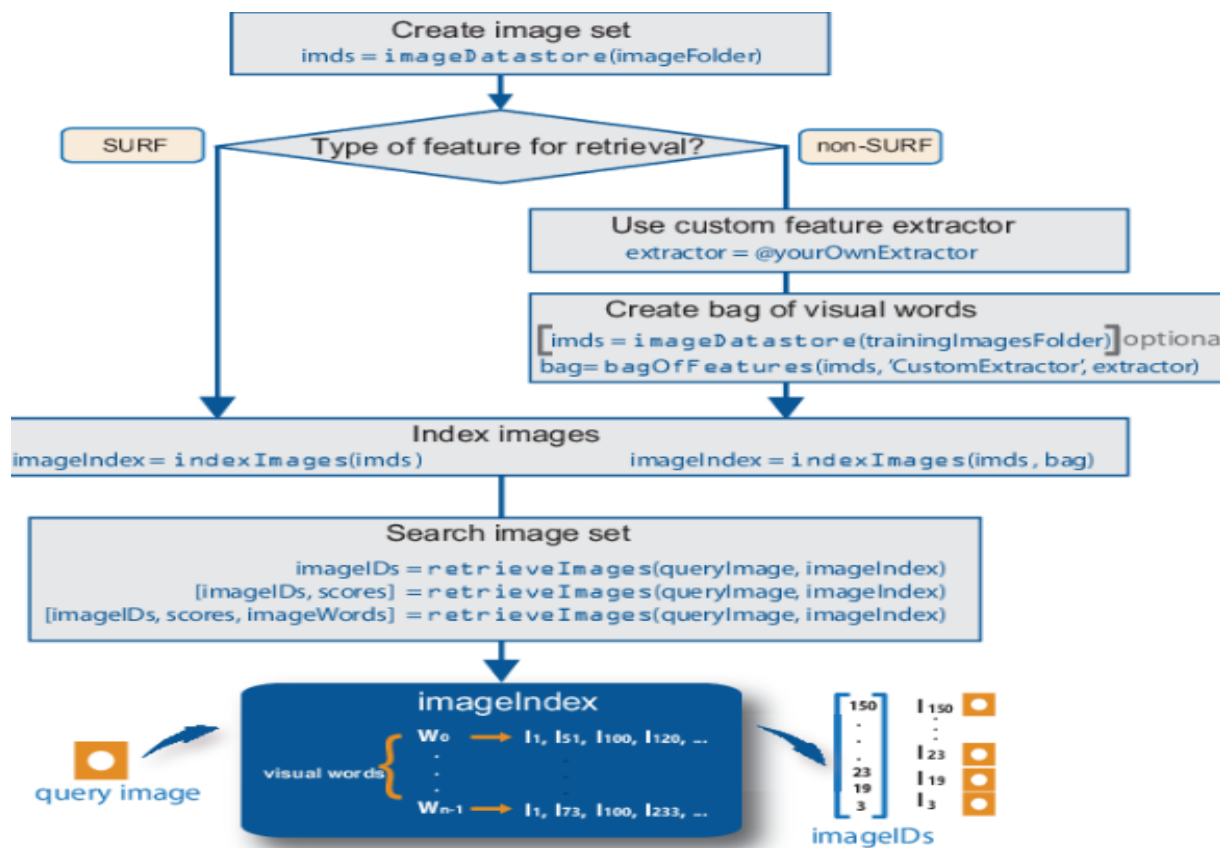 Create image set
imds = imageDatastore(imageFolder)
SURF
Type of feature for retrieval?
non-SURF
Use custom feature extractor
extractor = @yourOwnExtractor
Create bag of visual words
[imds = imageDatastore(trainingImagesFolder)] optiona
bag= bagOfFeatures(imds, ‘CustomExtractor’, extractor)
Index images
imageIndex = indexImages(imds) imageIndex = indexImages(imds, bag)
Search image set
imageIDs = retrieveImages(queryImage, imageIndex)
[imageIDs, scores] = retrieveImages(queryImage, imageIndex)
[imageIDs, scores, imageWords] = retrieveImages(queryImage, imageIndex)
imageIndex
W0 I1, I51, I100, I120, ...
visual words
Wn-1 I1, I73, I100, I233, ...
query image
150 I150
.
.
.
23 I23
19 I19
3 I3
imageIDs